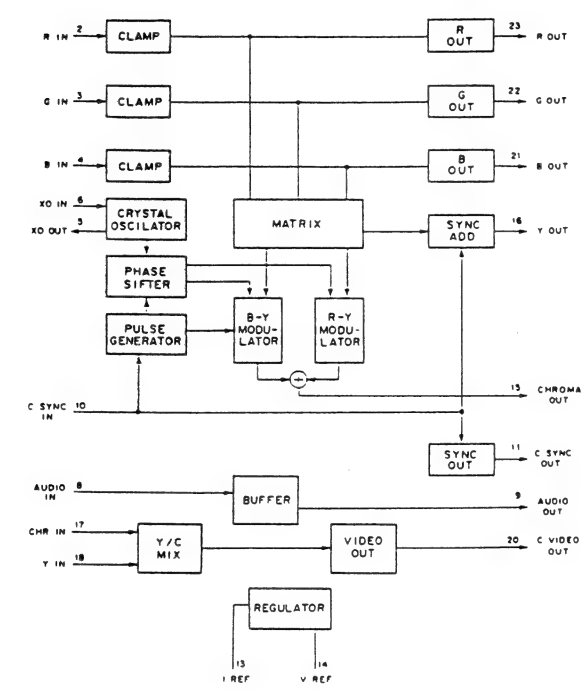 R IN 2 CLAMP R OUT 23 R OUT
G IN 3 CLAMP G OUT 22 G OUT
B IN 4 CLAMP B OUT 21 B OUT
XO IN 6
XO OUT 5
CRYSTAL
OSCILATOR
MATRIX
SYNC
ADD
16 Y OUT
PHASE
SIFTER
PULSE
GENERATOR
B-Y
MODU-
LATOR
R-Y
MODU-
LATOR
+
15 CHROMA
OUT
C SYNC
IN
10
SYNC
OUT
11 C SYNC
OUT
AUDIO
IN
8
BUFFER
9 AUDIO
OUT
CHR IN 17
Y IN 18
Y/C
MIX
VIDEO
OUT
20 C VIDEO
OUT
REGULATOR
13 14
I REF V REF